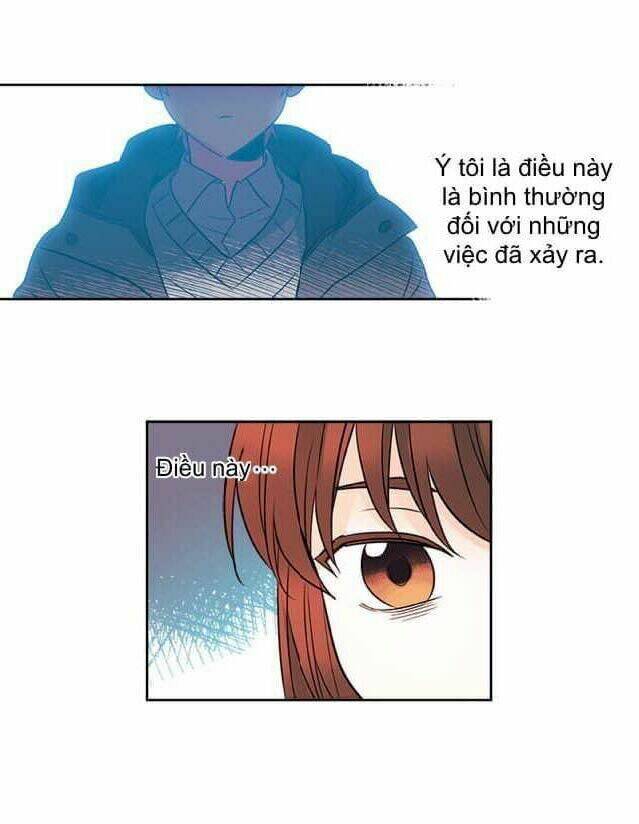 Ý tôi là điều này
là bình thường
đối với những
việc đã xảy ra.
Điều này···